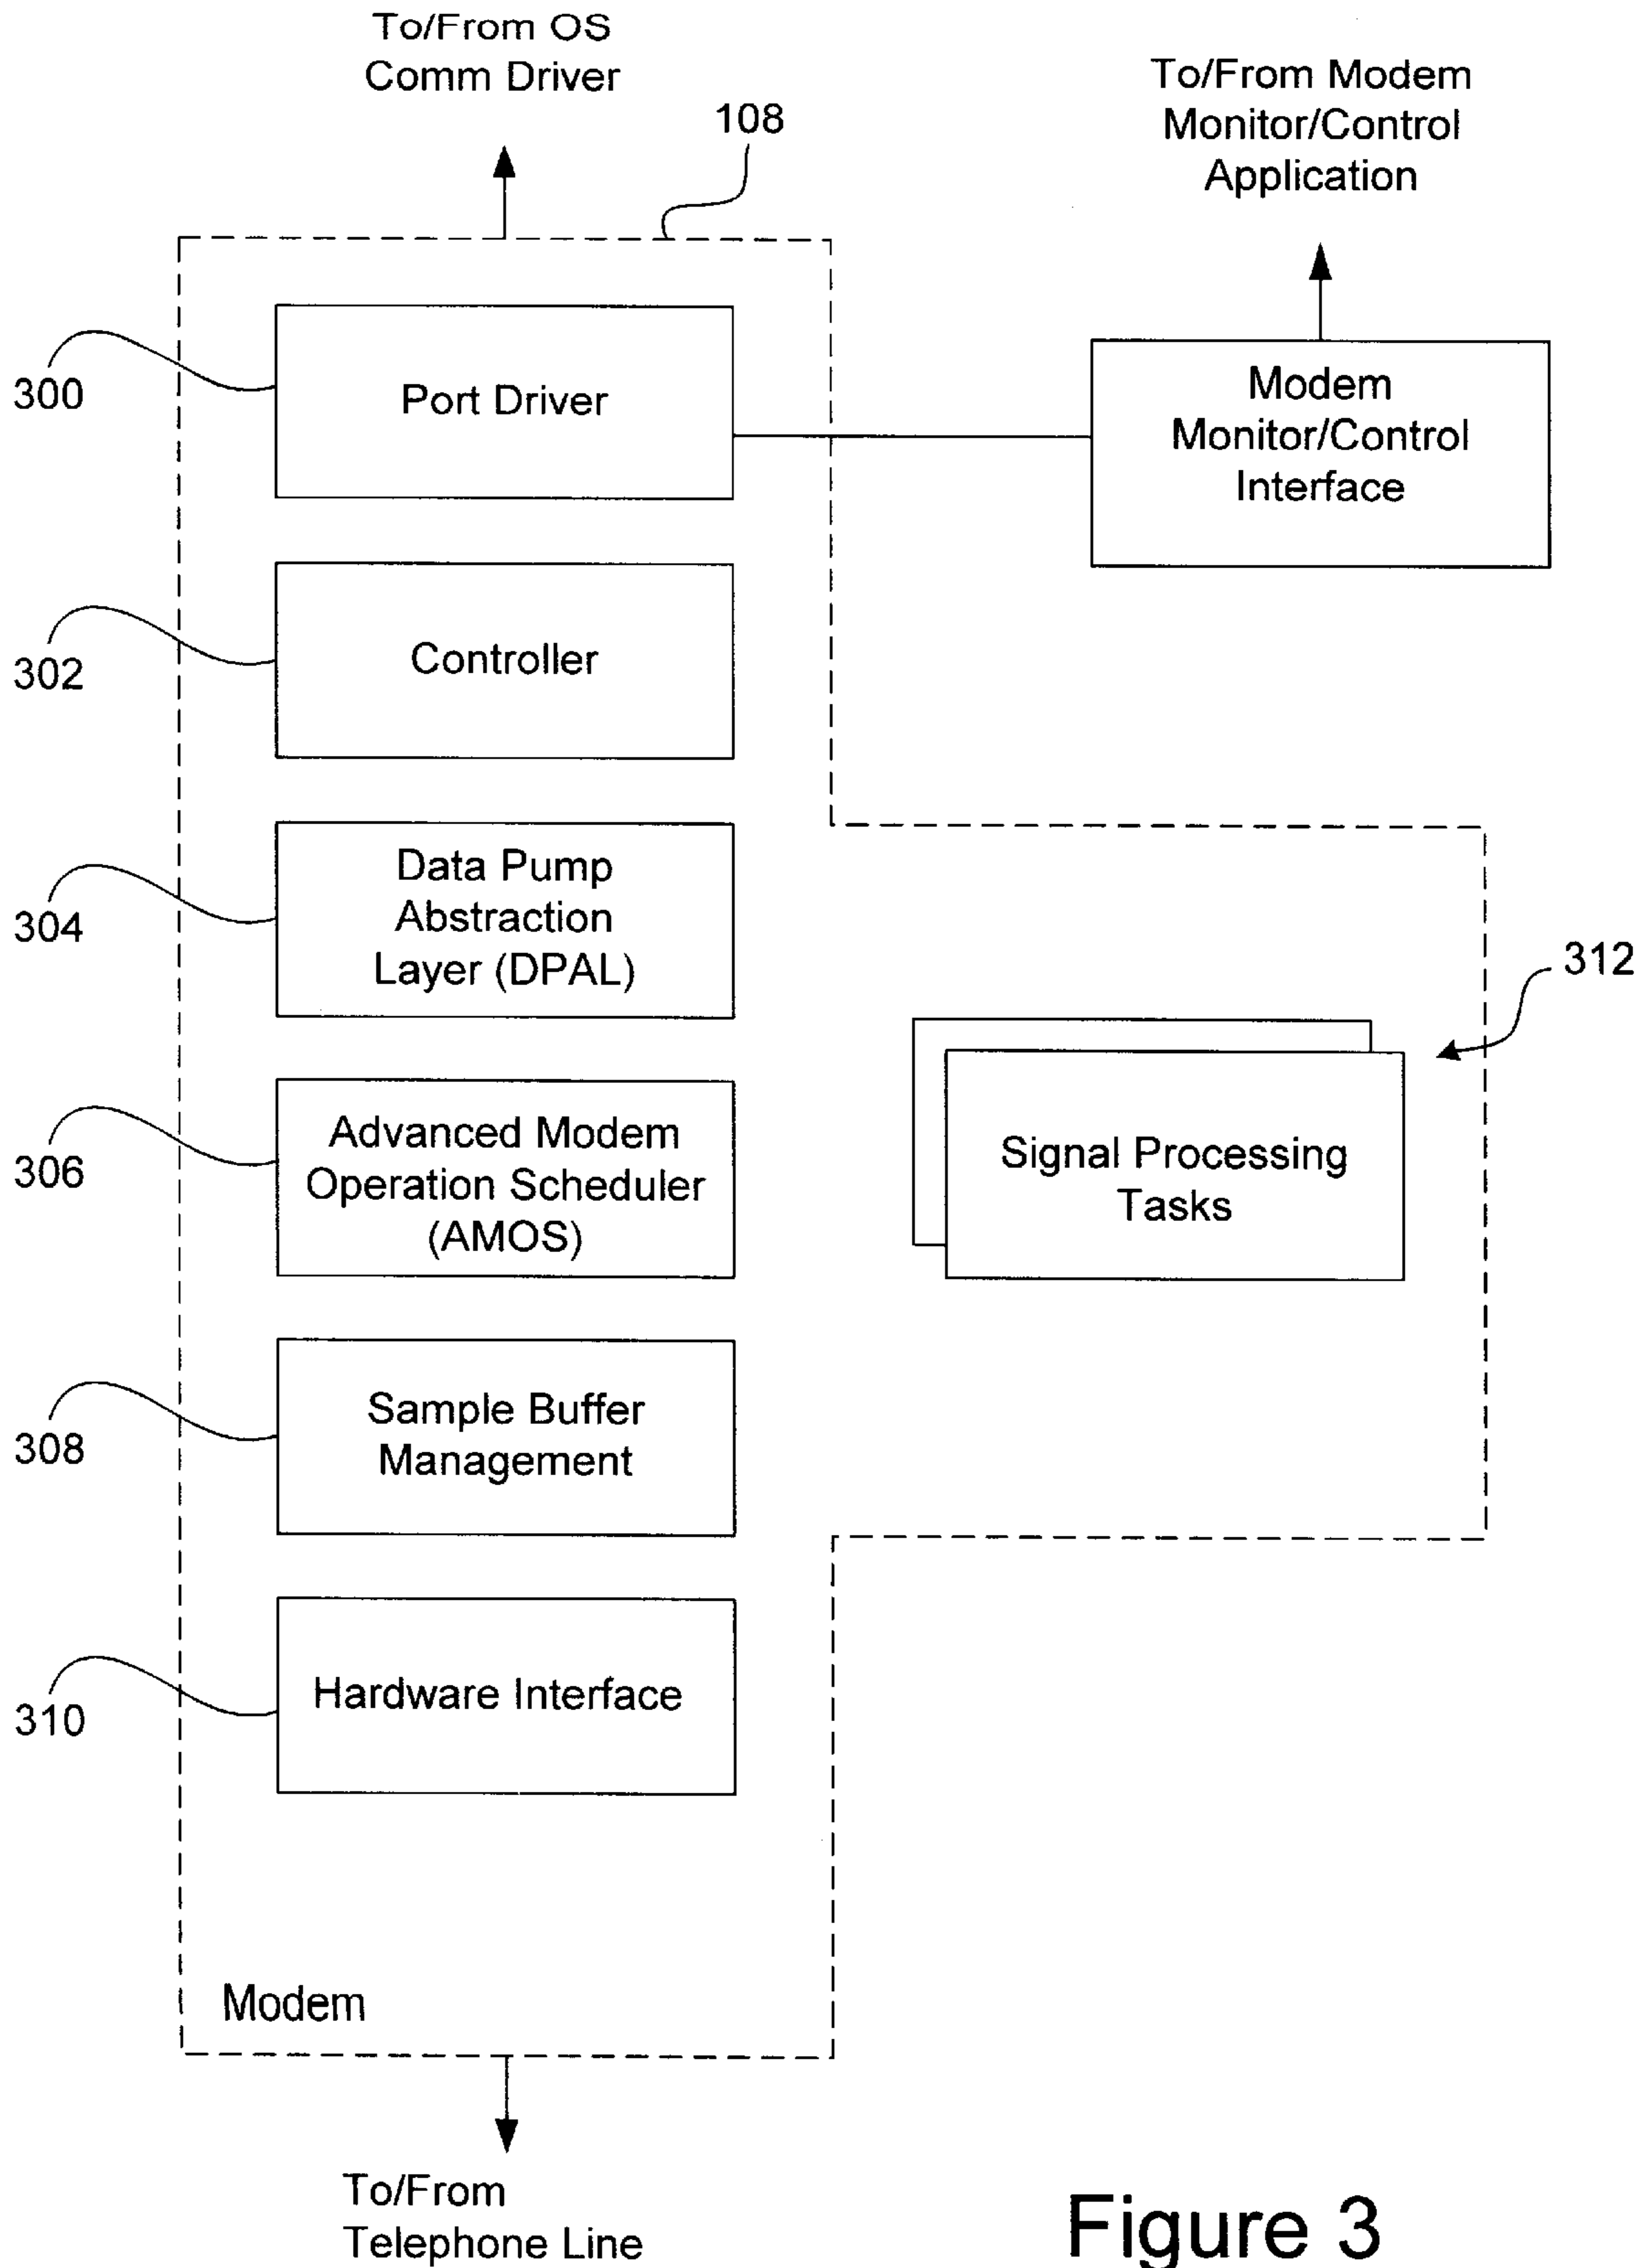 To/From OS
Comm Driver
108
To/From Modem
Monitor/Control
Application
300
Port Driver
Modem
Monitor/Control
Interface
302
Controller
304
Data Pump
Abstraction
Layer (DPAL)
312
306
Advanced Modem
Operation Scheduler
(AMOS)
Signal Processing
Tasks
308
Sample Buffer
Management
310
Hardware Interface
Modem
To/From
Telephone Line
Figure 3